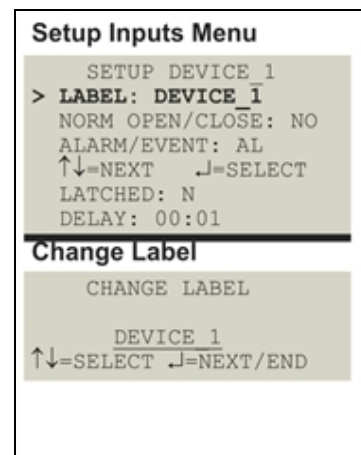 Setup Inputs Menu
SETUP DEVICE_1
> LABEL: DEVICE_1
NORM OPEN/CLOSE: NO
ALARM/EVENT: AL
↑↓=NEXT ↵=SELECT
LATCHED: N
DELAY: 00:01
Change Label
CHANGE LABEL
DEVICE_1
↑↓=SELECT ↵=NEXT/END